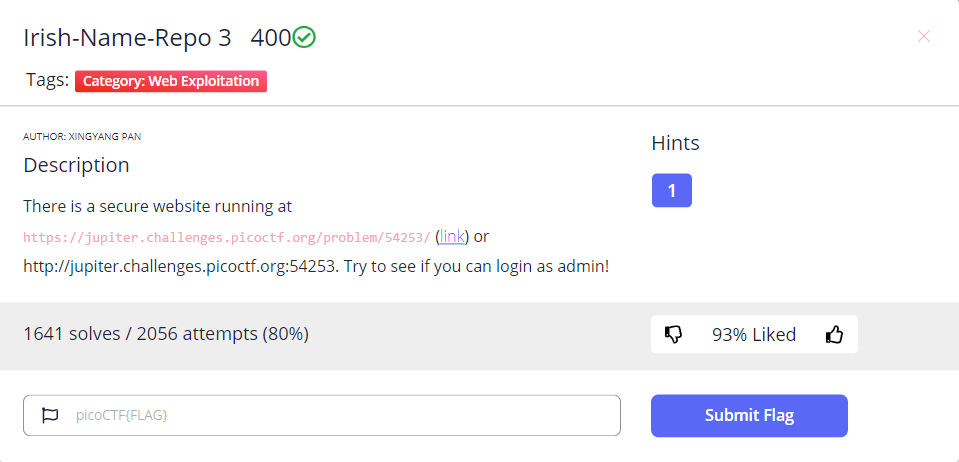 Irish-Name-Repo 3 400
Tags: Category: Web Exploitation
AUTHOR: XINGYANG PAN
Description
There is a secure website running at
https://jupiter.challenges.picoctf.org/problem/54253/ (link) or
http://jupiter.challenges.picoctf.org:54253. Try to see if you can login as admin!
Hints
1
1641 solves / 2056 attempts (80%)
93% Liked
picoCTF{FLAG}
Submit Flag